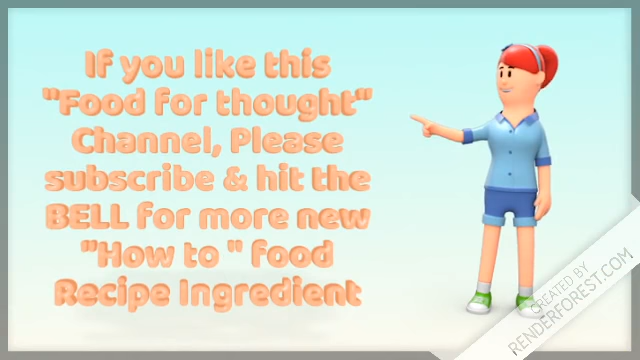 If you like this
"Food for thought"
Channel, Please
subscribe & hit the
BELL for more new
"How to " food
Recipe Ingredient
CREATED BY
RENDERFOREST.COM